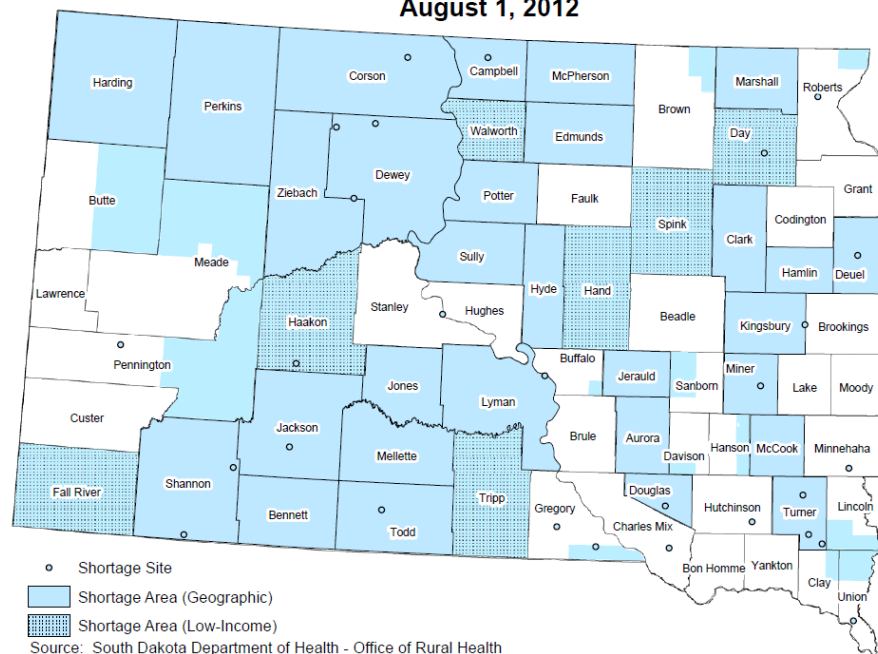 August 1, 2012
Harding
Perkins
Corson
Campbell
McPherson
Brown
Marshall
Roberts
Walworth
Edmunds
Day
Butte
Ziebach
Dewey
Potter
Faulk
Spink
Clark
Codington
Grant
Meade
Sully
Hyde
Hand
Hamlin
Deuel
Lawrence
Haakon
Stanley
Hughes
Beadle
Kingsbury
Brookings
Pennington
Jones
Lyman
Buffalo
Jerauld
Sanborn
Miner
Lake
Moody
Custer
Jackson
Mellette
Brule
Aurora
Davison
Hanson
McCook
Minnehaha
Fall River
Shannon
Bennett
Todd
Tripp
Gregory
Douglas
Charles Mix
Hutchinson
Turner
Lincoln
Bon Homme
Yankton
Clay
Union
Shortage Site
Shortage Area (Geographic)
Shortage Area (Low-Income)
Source: South Dakota Department of Health - Office of Rural Health